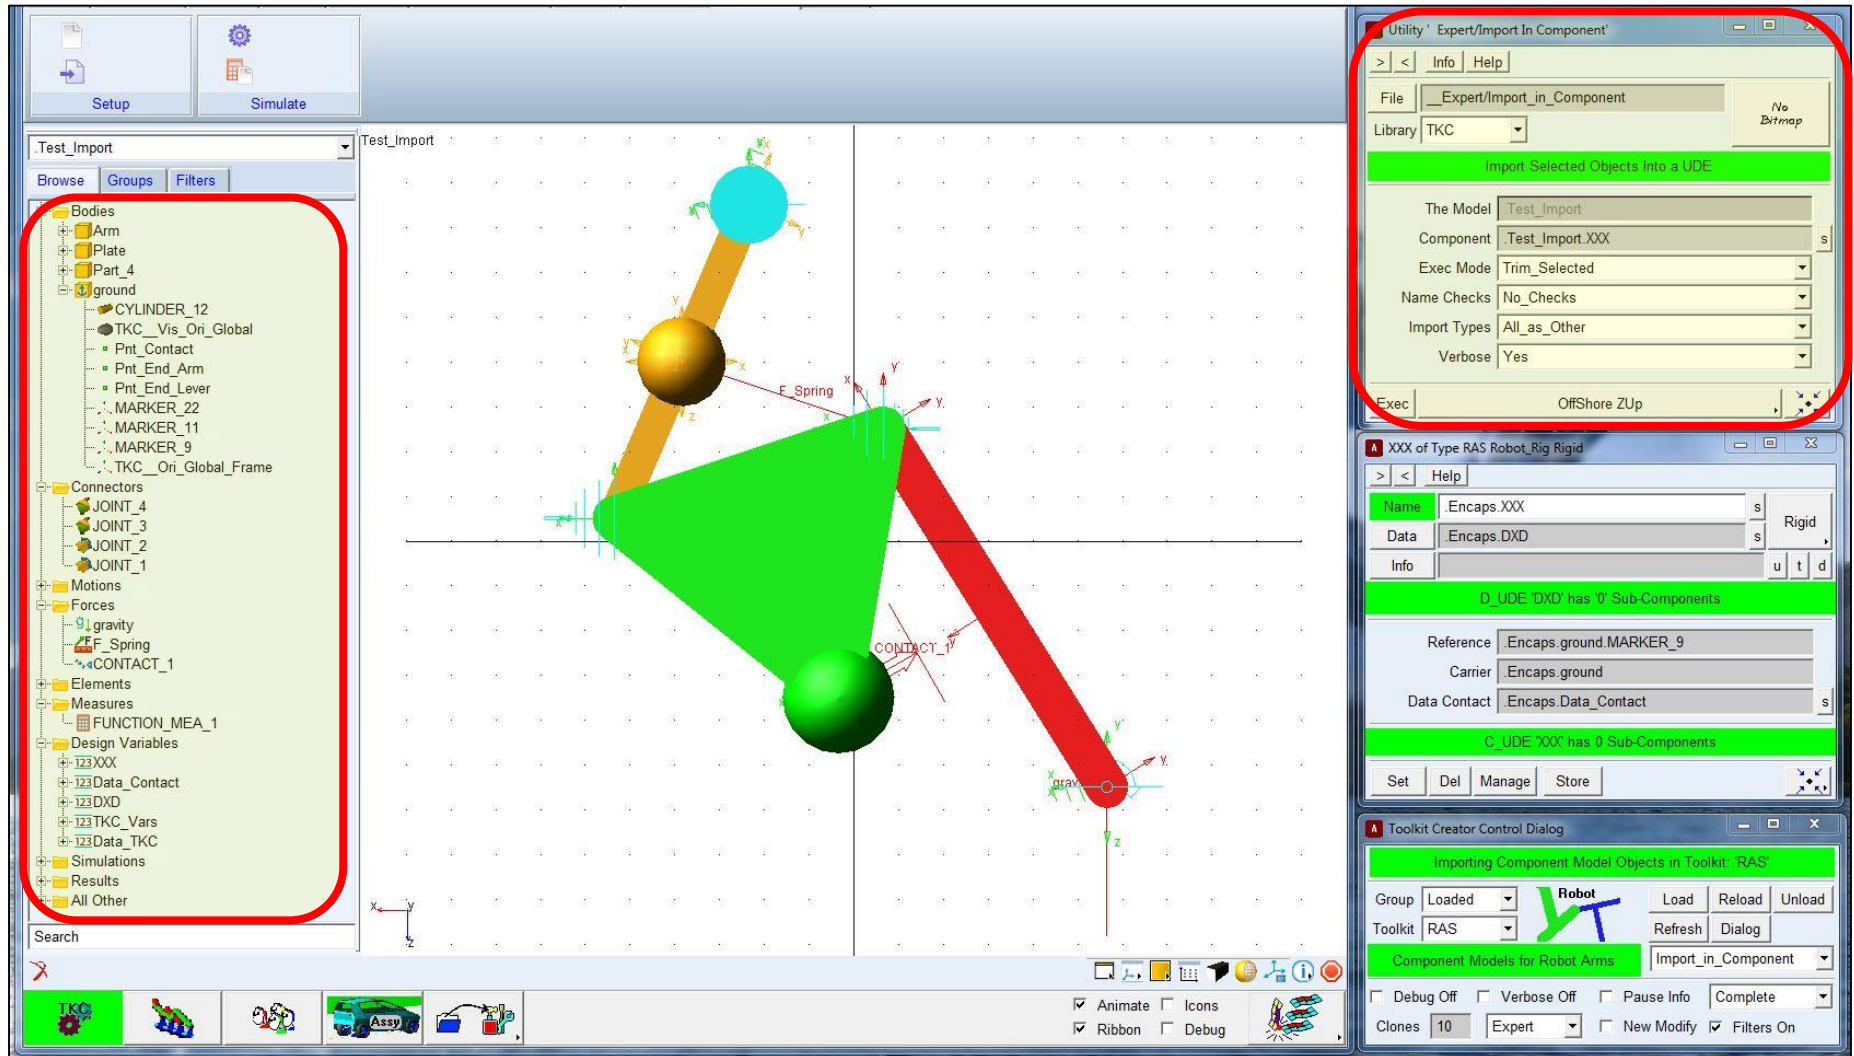 Setup
Simulate
.Test_Import
Browse Groups Filters
Bodies
Arm
Plate
Part_4
ground
CYLINDER_12
TKC__Vis_Ori_Global
Pnt_Contact
Pnt_End_Arm
Pnt_End_Lever
MARKER_22
MARKER_11
MARKER_9
TKC__Ori_Global_Frame
Connectors
JOINT_4
JOINT_3
JOINT_2
JOINT_1
Motions
Forces
gravity
F_Spring
CONTACT_1
Elements
Measures
FUNCTION_MEA_1
Design Variables
123XXX
123Data_Contact
123DXD
123TKC_Vars
123Data_TKC
Simulations
Results
All Other
Search
TKC
Assy
Test_Import
F_Spring
CONTACT_1
grav
x
y
z
Animate Icons
Ribbon Debug
Utility ' Expert/Import In Component'
> < Info Help
File __Expert/Import_in_Component
No
Bitmap
Library TKC
Import Selected Objects Into a UDE
The Model .Test_Import
Component .Test_Import.XXX s
Exec Mode Trim_Selected
Name Checks No_Checks
Import Types All_as_Other
Verbose Yes
Exec OffShore ZUp
XXX of Type RAS Robot_Rig Rigid
> < Help
Name .Encaps.XXX s
Rigid
Data .Encaps.DXD s
Info u t d
D_UDE 'DXD' has '0' Sub-Components
Reference .Encaps.ground.MARKER_9
Carrier .Encaps.ground
Data Contact .Encaps.Data_Contact s
C_UDE 'XXX' has 0 Sub-Components
Set Del Manage Store
Toolkit Creator Control Dialog
Importing Component Model Objects in Toolkit: 'RAS'
Group Loaded
Robot
Load Reload Unload
Toolkit RAS
Refresh Dialog
Component Models for Robot Arms
Import_in_Component
Debug Off Verbose Off Pause Info Complete
Clones 10 Expert New Modify Filters On